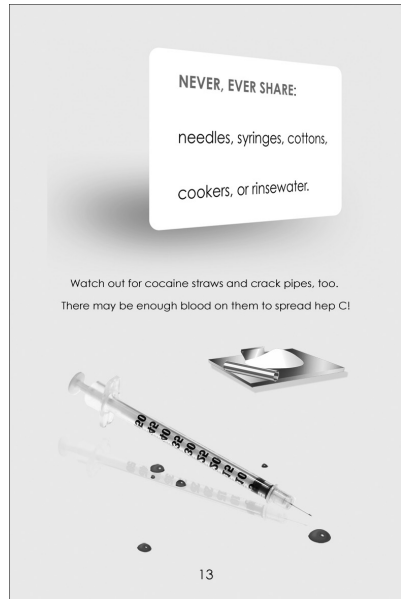 NEVER, EVER SHARE:
needles, syringes, cottons,
cookers, or rinsewater.
Watch out for cocaine straws and crack pipes, too.
There may be enough blood on them to spread hep C!
13